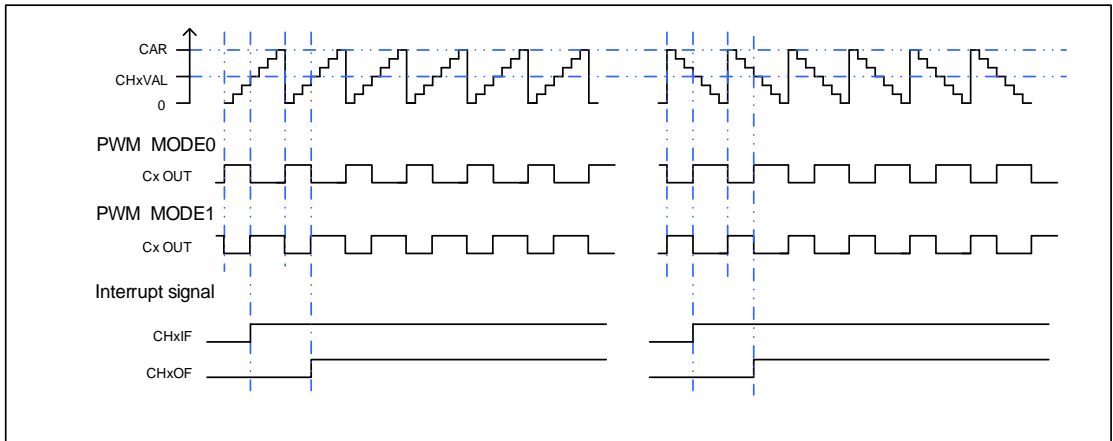 CAR
CHxVAL
0
PWM MODE0
Cx OUT
PWM MODE1
Cx OUT
Interrupt signal
CHxIF
CHxOF